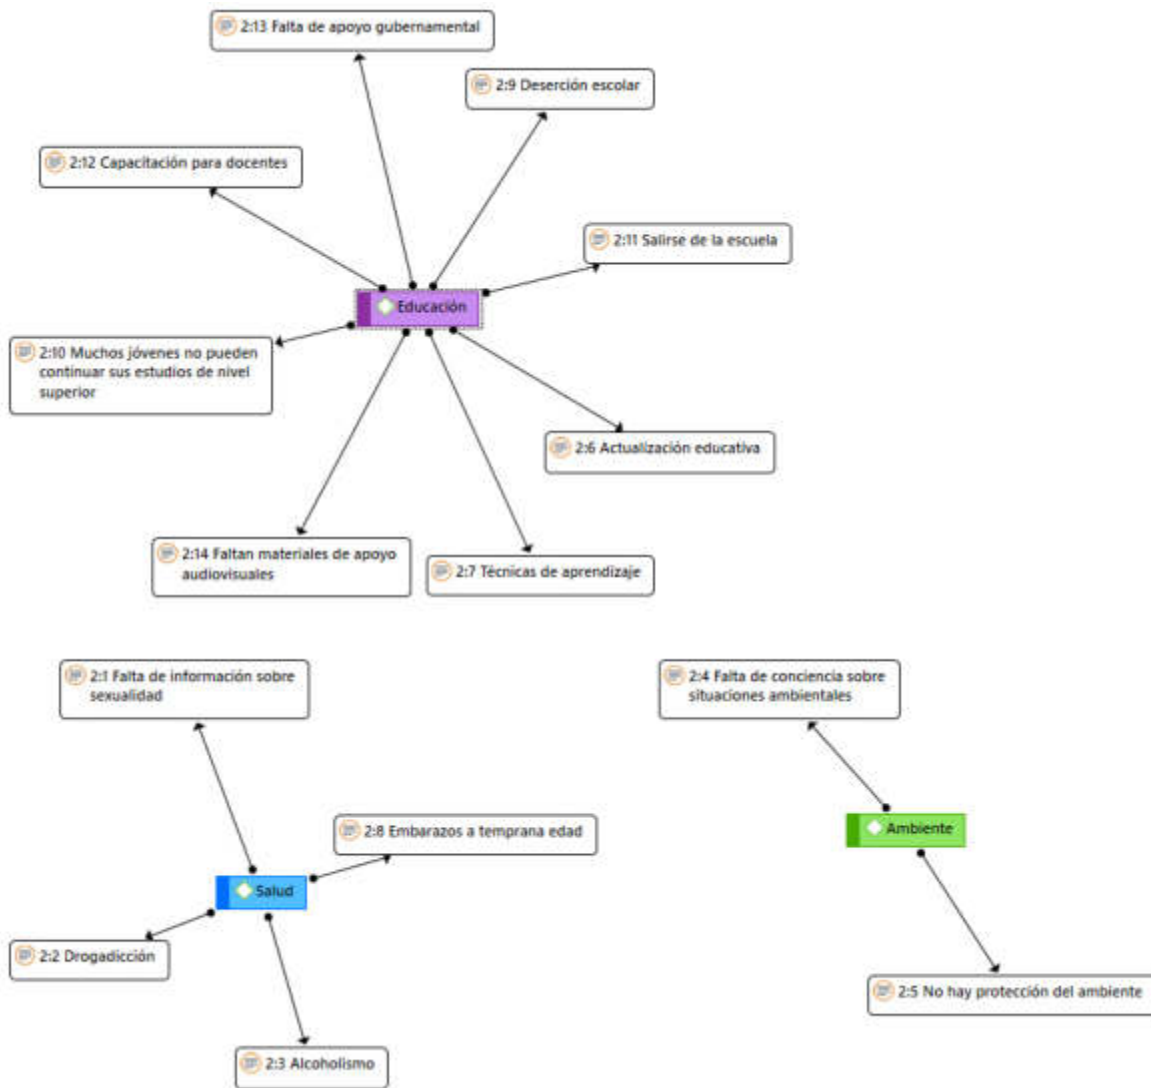 2:13 Falta de apoyo gubernamental
2:9 Deserción escolar
2:12 Capacitación para docentes
2:11 Salirse de la escuela
Educación
2:10 Muchos jóvenes no pueden
continuar sus estudios de nivel
superior
2:6 Actualización educativa
2:14 Faltan materiales de apoyo
audiovisuales
2:7 Técnicas de aprendizaje
2:1 Falta de información sobre
sexualidad
2:4 Falta de conciencia sobre
situaciones ambientales
2:8 Embarazos a temprana edad
Ambiente
Salud
2:2 Drogadicción
2:5 No hay protección del ambiente
2:3 Alcoholismo